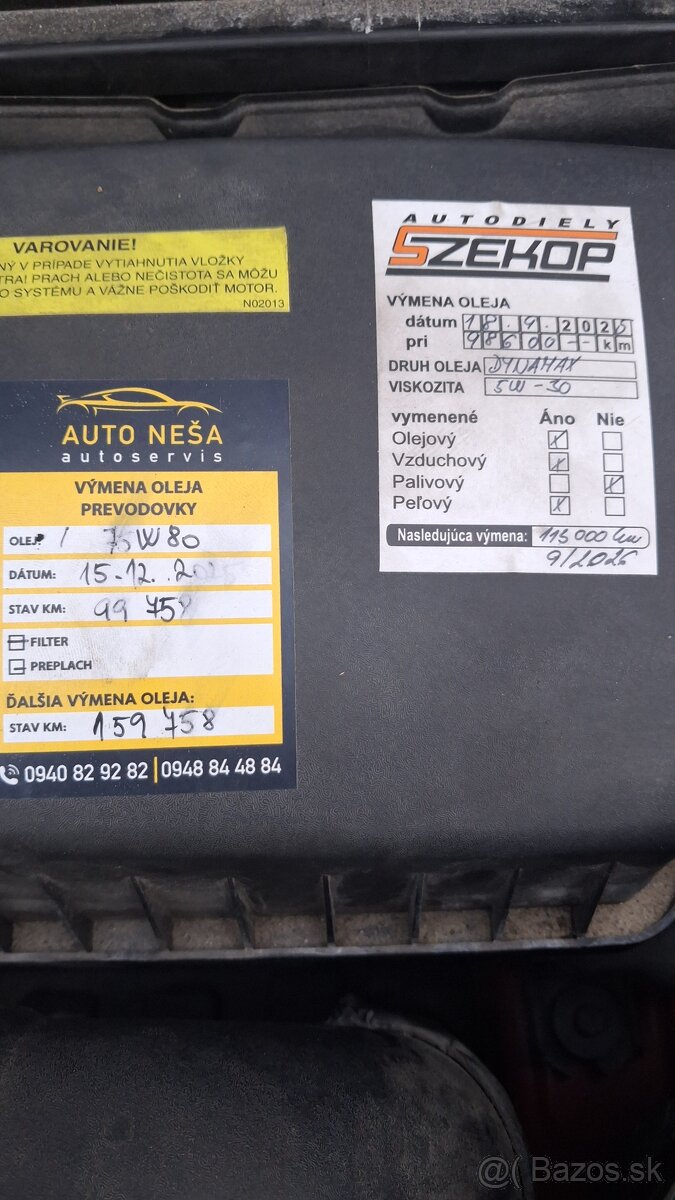 VAROVANIE!
NÝ V PRÍPADE VYTIAHNUTIA VLOŽKY
TRA! PRACH ALEBO NEČISTOTA SA MÔŽU
O SYSTÉMU A VÁŽNE POŠKODIŤ MOTOR.
N02013
AUTODIELY
SZEKOP
VÝMENA OLEJA
dátum 18.9.2025
pri 98600-- km
DRUH OLEJA DYNAMAX
VISKOZITA 5W-30
vymenené Áno Nie
Olejový
Vzduchový
Palivový
Peľový
Nasledujúca výmena: 115 000 km
9/2026
AUTO NEŠA
autoservis
VÝMENA OLEJA
PREVODOVKY
OLEJ: 75W80
DÁTUM: 15.12.
STAV KM: 99 758
FILTER
PREPLACH
ĎALŠIA VÝMENA OLEJA:
STAV KM: 159 758
0940 82 92 82 | 0948 84 48 84
@( Bazos.sk